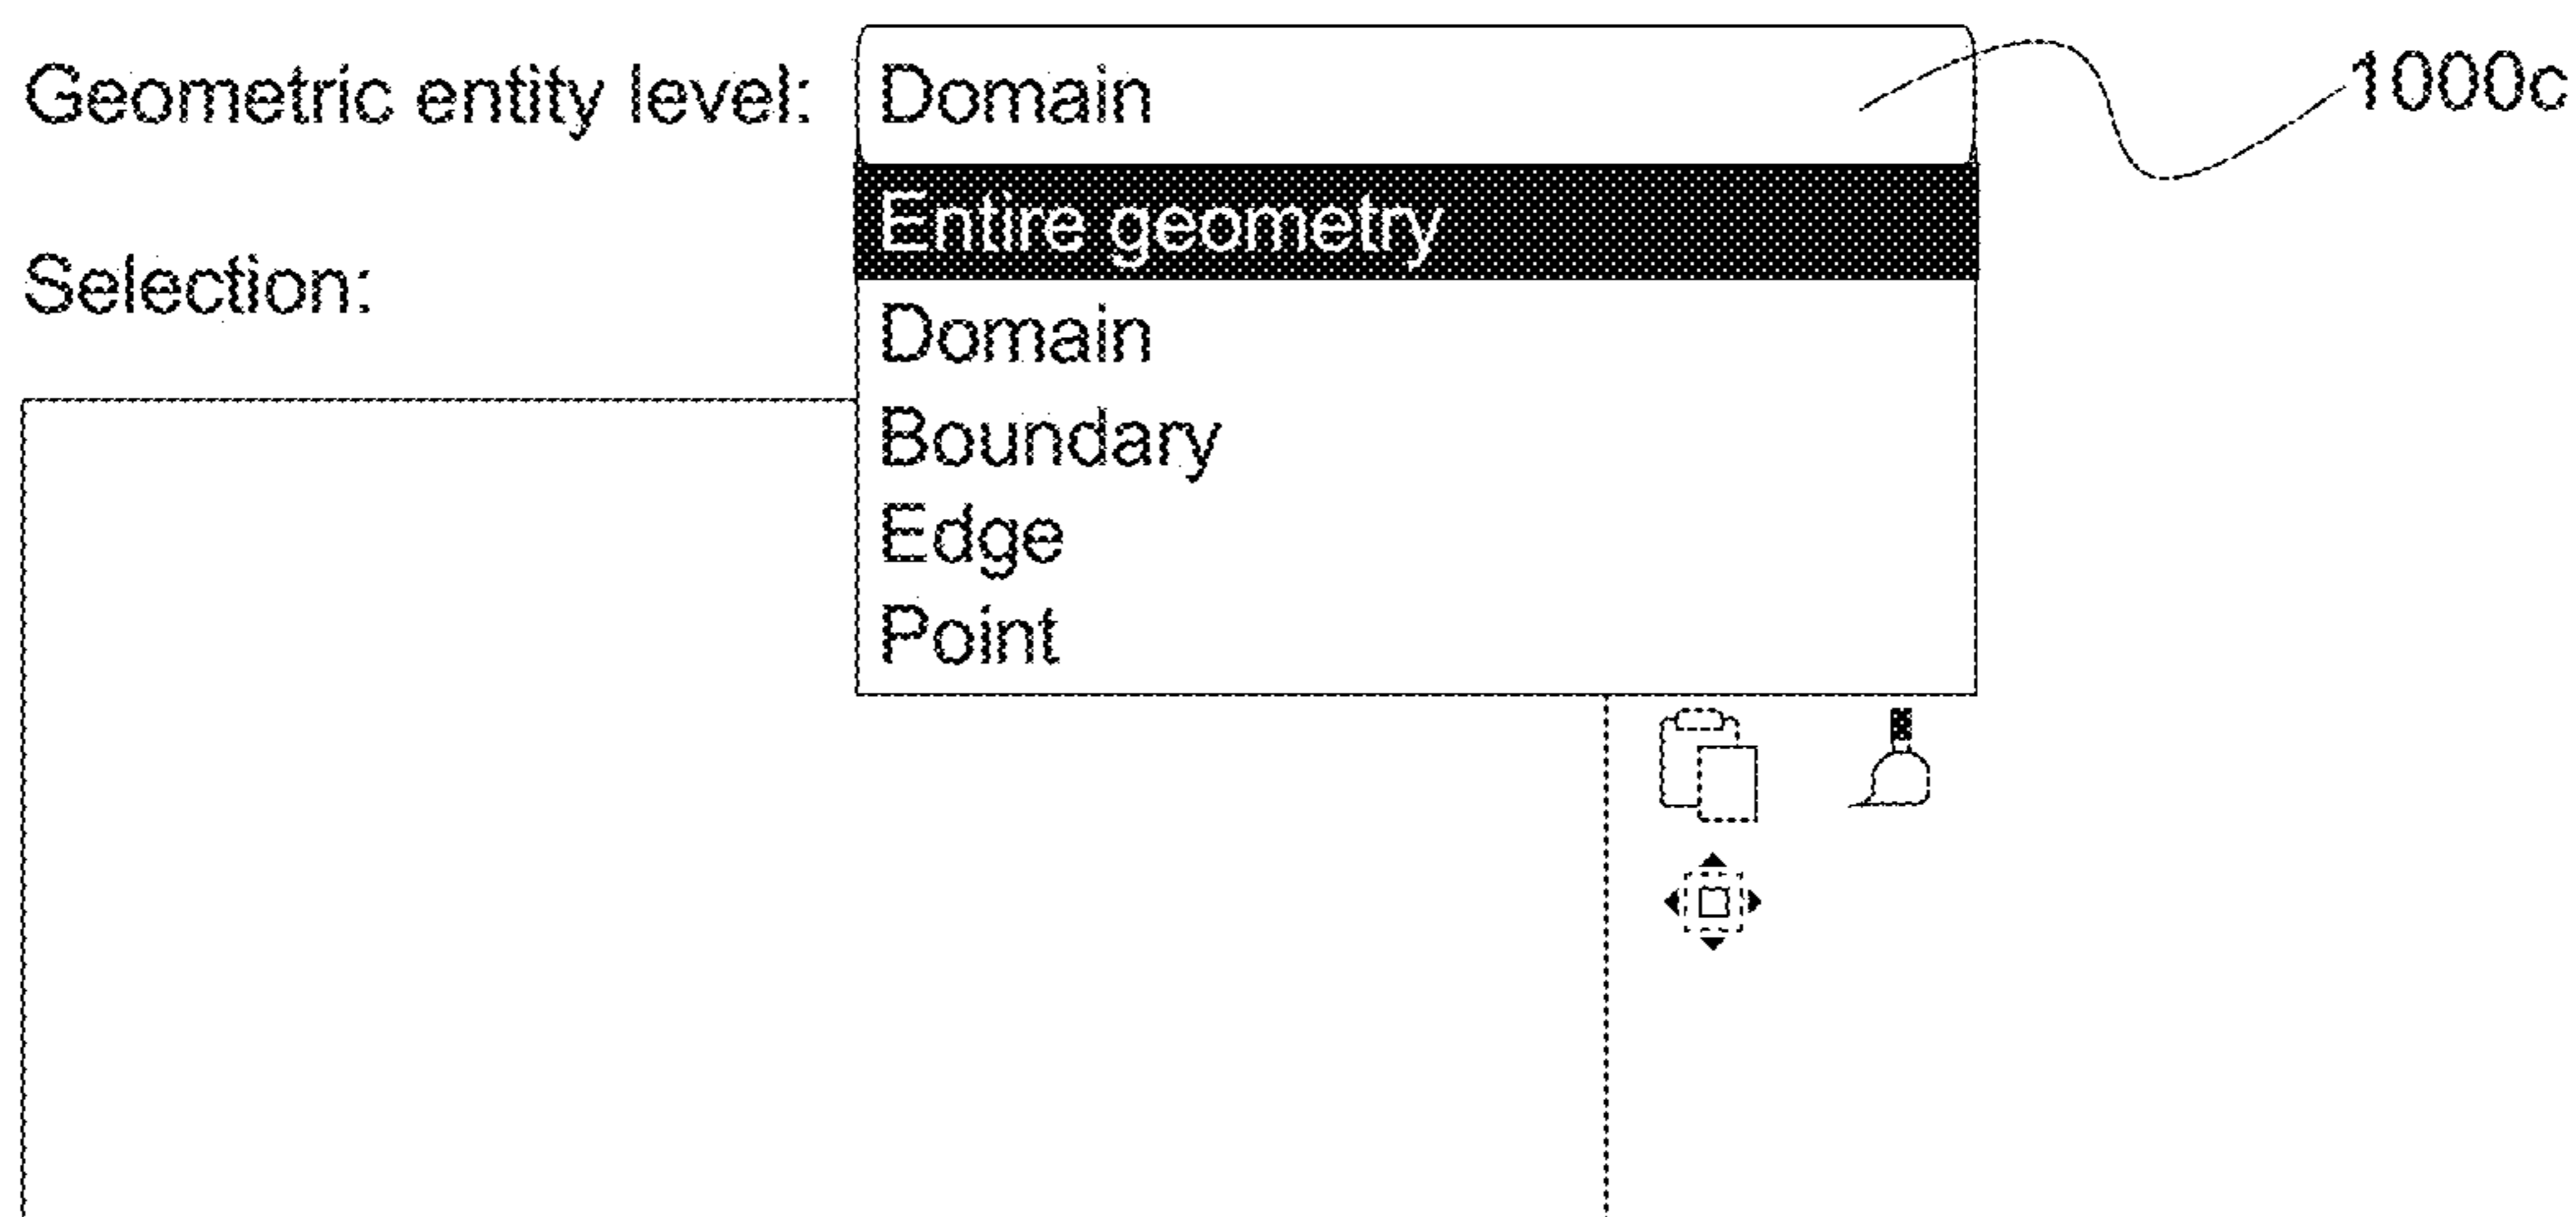 Geometric entity level: Domain 1000c
Entire geometry
Selection:
Domain
Boundary
Edge
Point